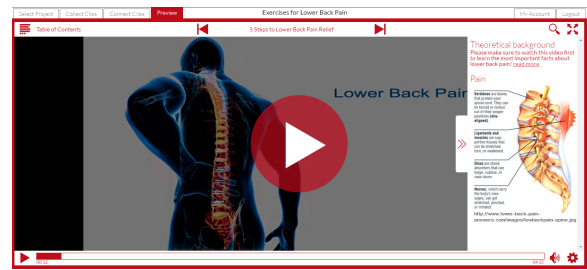 Select Project
Collect Clips
Connect Clips
Preview
Exercises for Lower Back Pain
My Account
Logout
Table of Contents
5 Steps to Lower Back Pain Relief
Lower Back Pain
Theoretical background
Please make sure to watch this video first
to learn the most important facts about
lower back pain! read more
Pain
Vertebrae are bones
that protect your
spinal cord. They can
be forced or locked
out of their proper
positions (mis-
aligned).
Ligaments and
muscles are sup-
portive tissues that
can be stretched,
torn, or weakened.
Discs are shock
absorbers that can
bulge, rupture, or
wear down.
Nerves, which carry
the body's mes-
sages, can get
stretched, pinched,
or irritated.
http://www.lower-back-pain-
answers.com/images/lowbackpain-spine.jpg
00:12
04:15